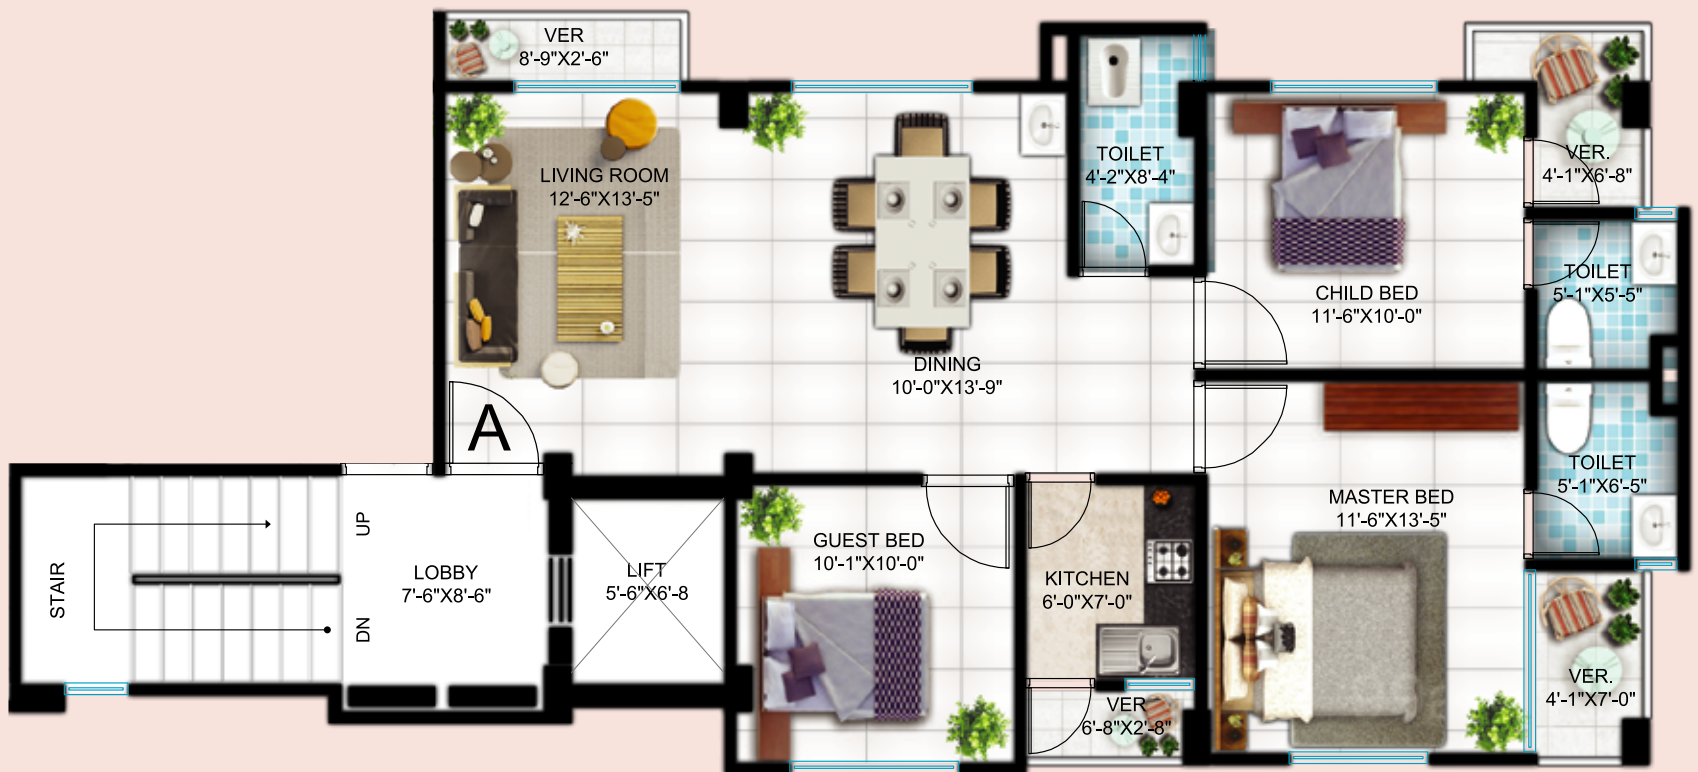 VER
8'-9"X2'-6"
LIVING ROOM
12'-6"X13'-5"
TOILET
4'-2"X8'-4"
VER.
4'-1"X6'-8"
CHILD BED
11'-6"X10'-0"
TOILET
5'-1"X5'-5"
DINING
10'-0"X13'-9"
A
TOILET
5'-1"X6'-5"
MASTER BED
11'-6"X13'-5"
UP
GUEST BED
10'-1"X10'-0"
STAIR
LOBBY
7'-6"X8'-6"
LIFT
5'-6"X6'-8
KITCHEN
6'-0"X7'-0"
DN
VER
6'-8"X2'-8"
VER.
4'-1"X7'-0"